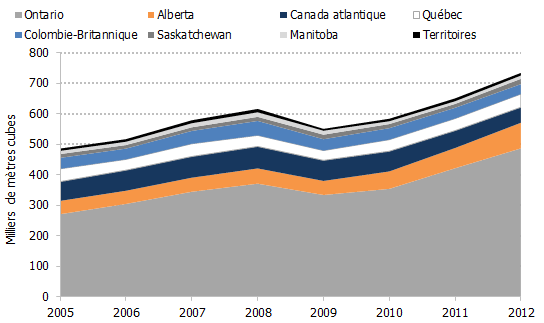 Ontario Alberta Canada atlantique Québec
Colombie-Britannique Saskatchewan Manitoba Territoires
Milliers de mètres cubes
800
700
600
500
400
300
200
100
0
2005 2006 2007 2008 2009 2010 2011 2012